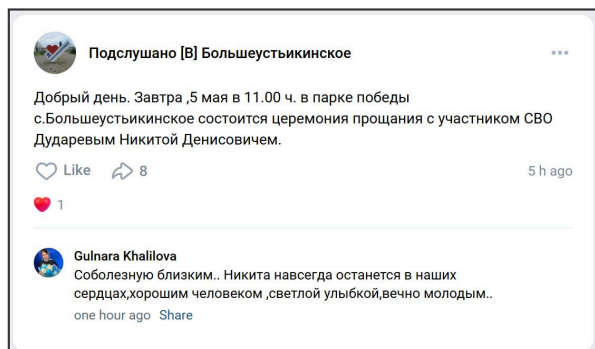 Подслушано [В] Большеустьикинское
Добрый день. Завтра ,5 мая в 11.00 ч. в парке победы
с.Большеустьикинское состоится церемония прощания с участником СВО
Дударевым Никитой Денисовичем.
Like 8 5 h ago
1
Gulnara Khalilova
Соболезную близким.. Никита навсегда останется в наших
сердцах,хорошим человеком ,светлой улыбкой,вечно молодым..
one hour ago Share